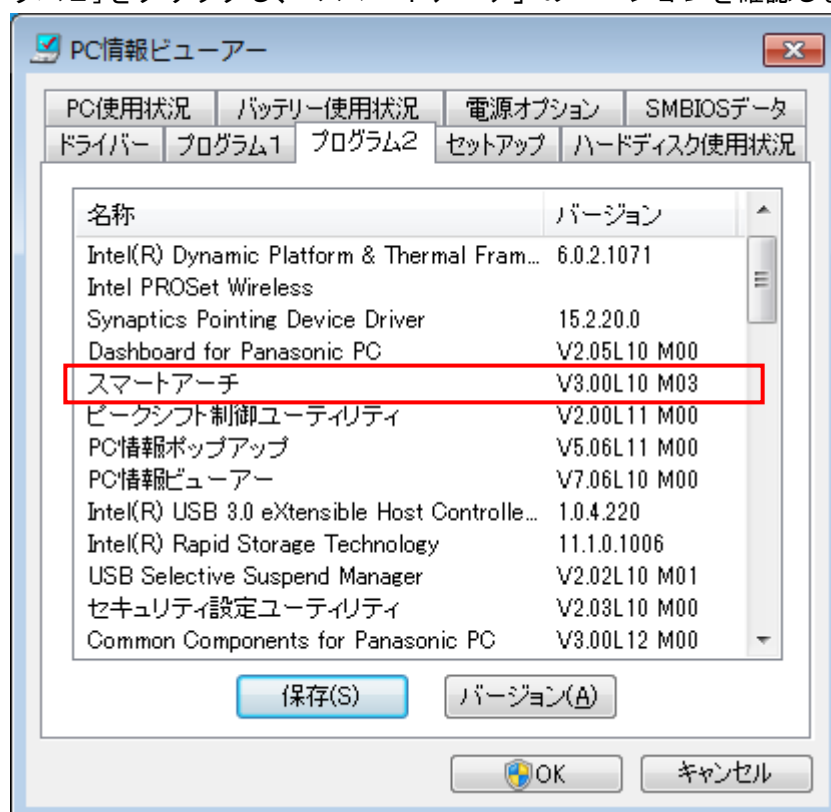 PC情報ビューアー
PC使用状況 バッテリー使用状況 電源オプション SMBIOSデータ
ドライバー プログラム1 プログラム2 セットアップ ハードディスク使用状況
名称 バージョン
Intel(R) Dynamic Platform & Thermal Fram... 6.0.2.1071
Intel PROSet Wireless
Synaptics Pointing Device Driver 15.2.20.0
Dashboard for Panasonic PC V2.05L10 M00
スマートアーチ V3.00L10 M03
ピークシフト制御ユーティリティ V2.00L11 M00
PC情報ポップアップ V5.06L11 M00
PC情報ビューアー V7.06L10 M00
Intel(R) USB 3.0 eXtensible Host Controlle... 1.0.4.220
Intel(R) Rapid Storage Technology 11.1.0.1006
USB Selective Suspend Manager V2.02L10 M01
セキュリティ設定ユーティリティ V2.03L10 M00
Common Components for Panasonic PC V3.00L12 M00
保存(S) バージョン(A)
OK キャンセル